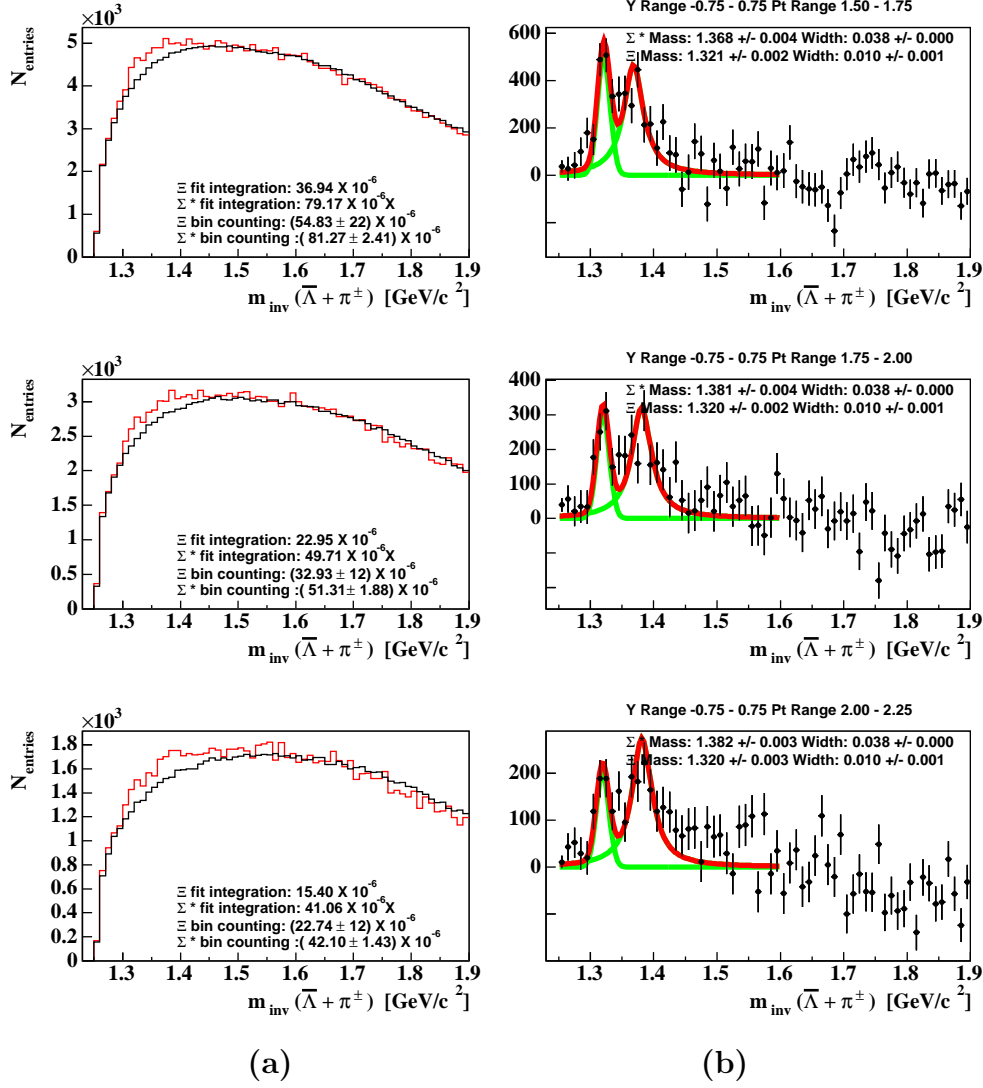 ×10³
N entries
5
4
3
2
1
0
Ξ fit integration: 36.94 X 10⁻⁶
Σ * fit integration: 79.17 X 10⁻⁶X
Ξ bin counting: (54.83 ± 22) X 10⁻⁶
Σ * bin counting :( 81.27 ± 2.41) X 10⁻⁶
1.3 1.4 1.5 1.6 1.7 1.8 1.9
m inv (Λ̅ + π±) [GeV/c ²]
Y Range -0.75 - 0.75 Pt Range 1.50 - 1.75
Σ * Mass: 1.368 +/- 0.004 Width: 0.038 +/- 0.000
Ξ Mass: 1.321 +/- 0.002 Width: 0.010 +/- 0.001
600
400
200
0
1.3 1.4 1.5 1.6 1.7 1.8 1.9
m inv (Λ̅ + π±) [GeV/c ²]
×10³
N entries
3
2.5
2
1.5
1
0.5
0
Ξ fit integration: 22.95 X 10⁻⁶
Σ * fit integration: 49.71 X 10⁻⁶X
Ξ bin counting: (32.93 ± 12) X 10⁻⁶
Σ * bin counting :( 51.31 ± 1.88) X 10⁻⁶
1.3 1.4 1.5 1.6 1.7 1.8 1.9
m inv (Λ̅ + π±) [GeV/c ²]
Y Range -0.75 - 0.75 Pt Range 1.75 - 2.00
Σ * Mass: 1.381 +/- 0.004 Width: 0.038 +/- 0.000
Ξ Mass: 1.320 +/- 0.002 Width: 0.010 +/- 0.001
400
300
200
100
0
1.3 1.4 1.5 1.6 1.7 1.8 1.9
m inv (Λ̅ + π±) [GeV/c ²]
×10³
N entries
1.8
1.6
1.4
1.2
1
0.8
0.6
0.4
0.2
0
Ξ fit integration: 15.40 X 10⁻⁶
Σ * fit integration: 41.06 X 10⁻⁶X
Ξ bin counting: (22.74 ± 12) X 10⁻⁶
Σ * bin counting :( 42.10 ± 1.43) X 10⁻⁶
1.3 1.4 1.5 1.6 1.7 1.8 1.9
m inv (Λ̅ + π±) [GeV/c ²]
Y Range -0.75 - 0.75 Pt Range 2.00 - 2.25
Σ * Mass: 1.382 +/- 0.003 Width: 0.038 +/- 0.000
Ξ Mass: 1.320 +/- 0.003 Width: 0.010 +/- 0.001
200
100
0
1.3 1.4 1.5 1.6 1.7 1.8 1.9
m inv (Λ̅ + π±) [GeV/c ²]
(a)
(b)